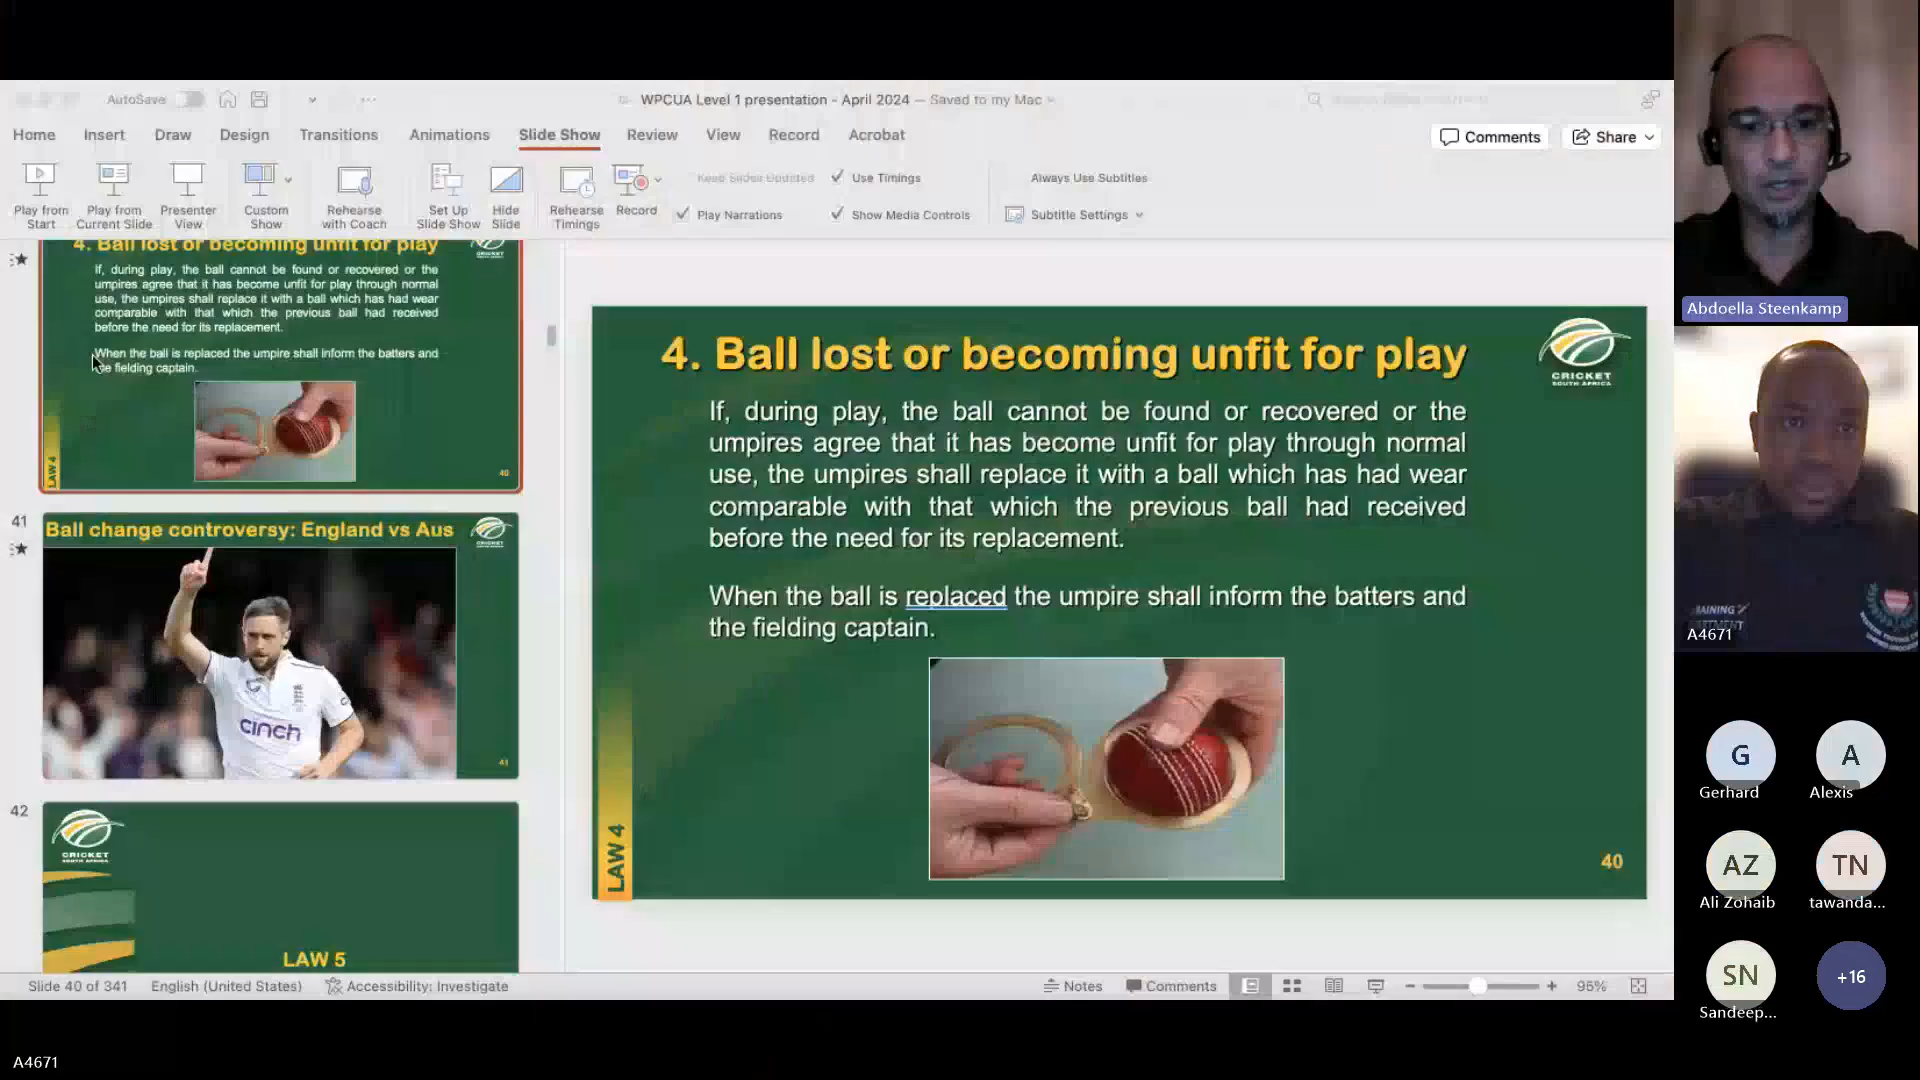 AutoSave
WPCUA Level 1 presentation - April 2024 — Saved to my Mac
Home
Insert
Draw
Design
Transitions
Animations
Slide Show
Review
View
Record
Acrobat
Comments
Share
Play from
Start
Play from
Current Slide
Presenter
View
Custom
Show
Rehearse
with Coach
Set Up
Slide Show
Hide
Slide
Rehearse
Timings
Record
Keep Slides Updated
Play Narrations
Use Timings
Show Media Controls
Always Use Subtitles
Subtitle Settings
4. Ball lost or becoming unfit for play
If, during play, the ball cannot be found or recovered or the
umpires agree that it has become unfit for play through normal
use, the umpires shall replace it with a ball which has had wear
comparable with that which the previous ball had received
before the need for its replacement.
When the ball is replaced the umpire shall inform the batters and
the fielding captain.
LAW 4
40
41
Ball change controversy: England vs Aus
cinch
41
42
CRICKET
SOUTH AFRICA
LAW 5
4. Ball lost or becoming unfit for play
CRICKET
SOUTH AFRICA
If, during play, the ball cannot be found or recovered or the
umpires agree that it has become unfit for play through normal
use, the umpires shall replace it with a ball which has had wear
comparable with that which the previous ball had received
before the need for its replacement.
When the ball is replaced the umpire shall inform the batters and
the fielding captain.
LAW 4
40
Slide 40 of 341
English (United States)
Accessibility: Investigate
Notes
Comments
95%
Abdoella Steenkamp
A4671
G
Gerhard
A
Alexis
AZ
Ali Zohaib
TN
tawanda...
SN
Sandeep...
+16
A4671